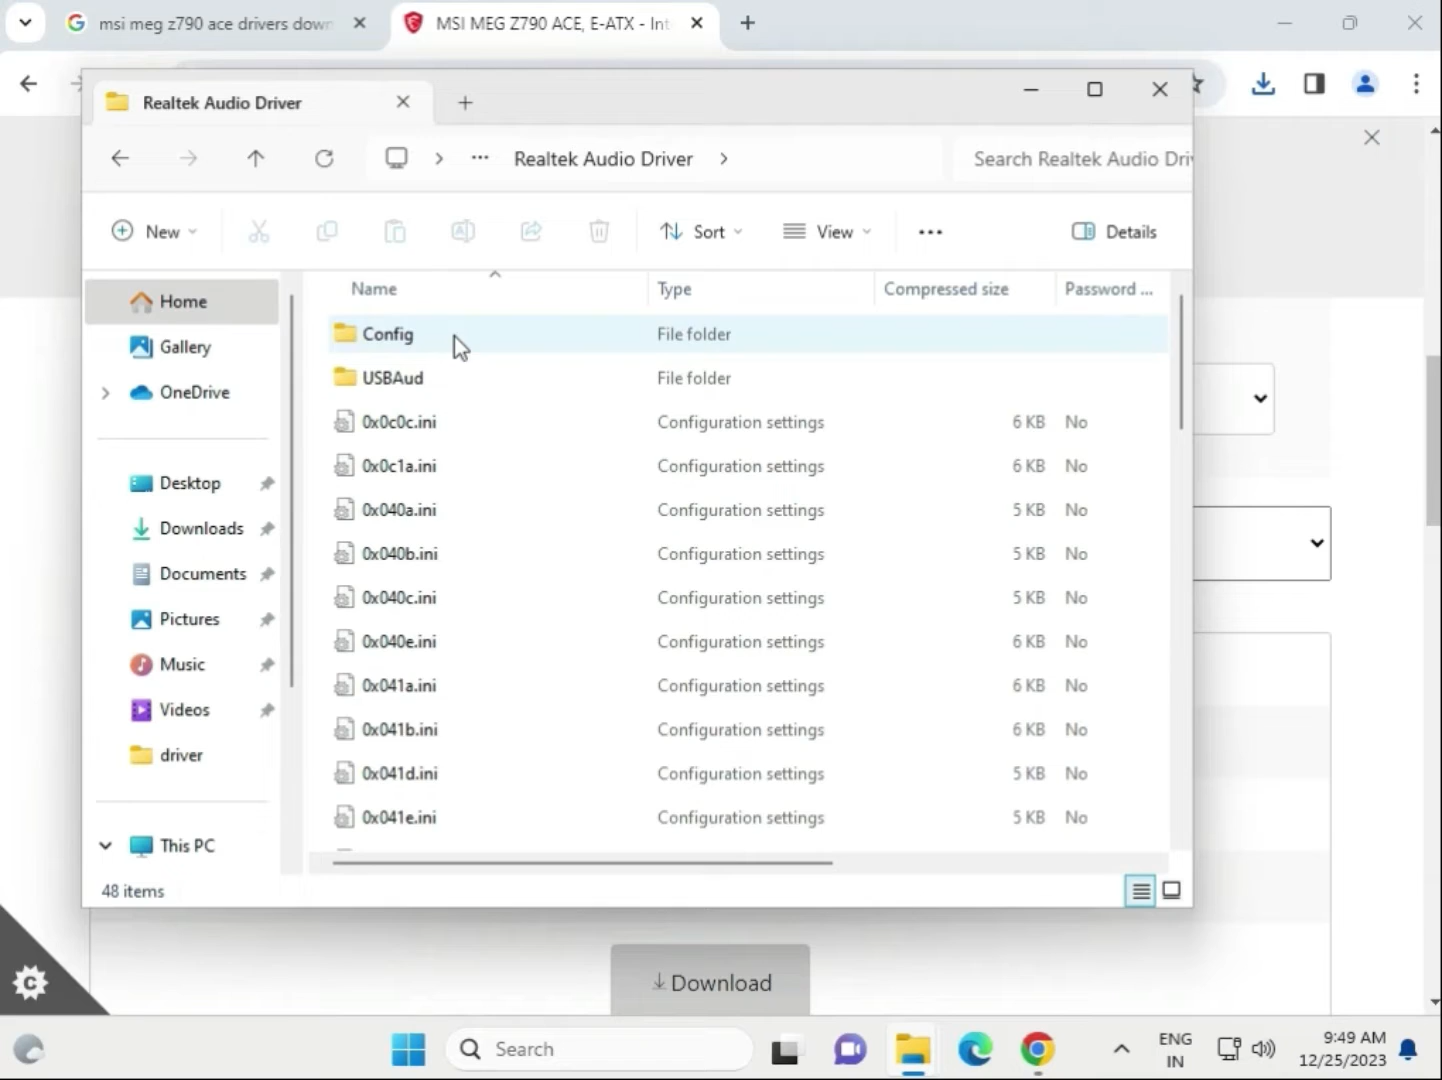 msi meg z790 ace drivers down
MSI MEG Z790 ACE, E-ATX - Int
Realtek Audio Driver
Realtek Audio Driver
Search Realtek Audio Driv
New
Sort
View
Details
Name
Type
Compressed size
Password ...
Home
Gallery
OneDrive
Desktop
Downloads
Documents
Pictures
Music
Videos
driver
This PC
Config File folder
USBAud File folder
0x0c0c.ini Configuration settings 6 KB No
0x0c1a.ini Configuration settings 6 KB No
0x040a.ini Configuration settings 5 KB No
0x040b.ini Configuration settings 5 KB No
0x040c.ini Configuration settings 5 KB No
0x040e.ini Configuration settings 6 KB No
0x041a.ini Configuration settings 6 KB No
0x041b.ini Configuration settings 6 KB No
0x041d.ini Configuration settings 5 KB No
0x041e.ini Configuration settings 5 KB No
48 items
Download
Search
ENG
IN
9:49 AM
12/25/2023